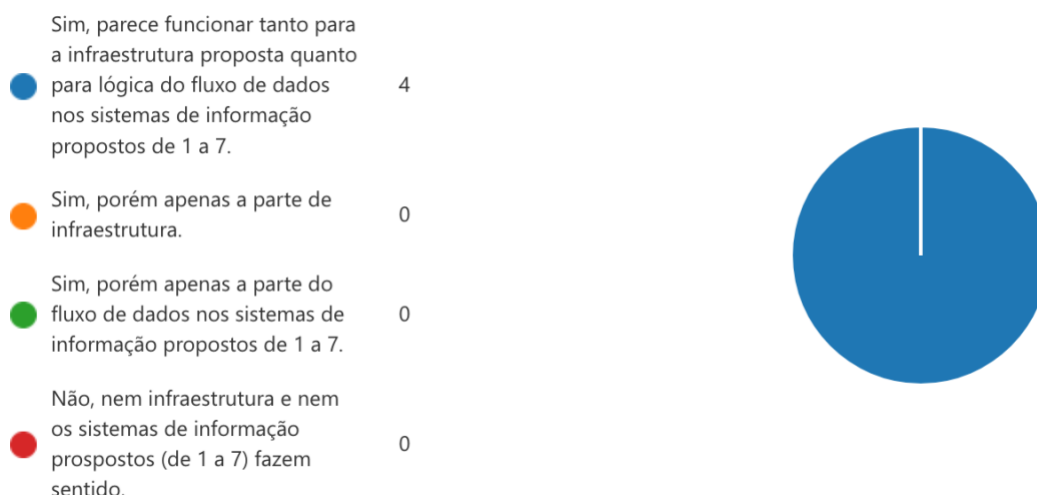 Sim, parece funcionar tanto para
a infraestrutura proposta quanto
para lógica do fluxo de dados
nos sistemas de informação
propostos de 1 a 7.
4
Sim, porém apenas a parte de
infraestrutura.
0
Sim, porém apenas a parte do
fluxo de dados nos sistemas de
informação propostos de 1 a 7.
0
Não, nem infraestrutura e nem
os sistemas de informação
prospostos (de 1 a 7) fazem
sentido.
0